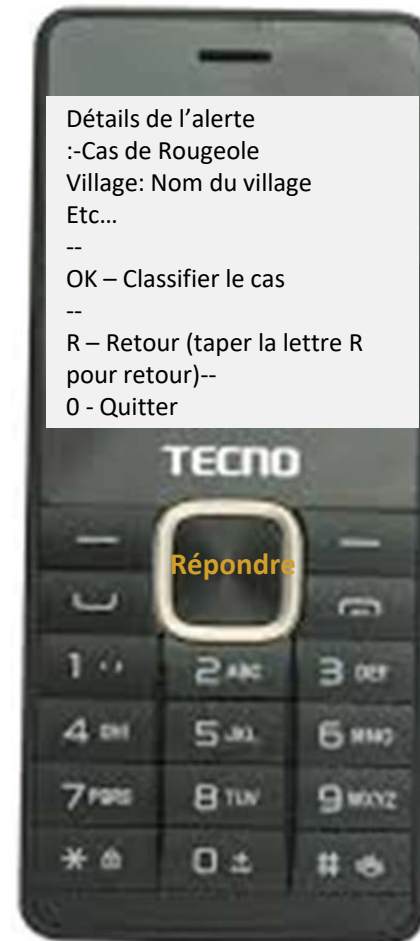 Détails de l’alerte
:-Cas de Rougeole
Village: Nom du village
Etc…
--
OK – Classifier le cas
--
R – Retour (taper la lettre R
pour retour)--
0 - Quitter
TECNO
Répondre
1
2 ABC 3 DEF
4 GHI 5 JKL 6 MNO
7 PQRS 8 TUV 9 WXYZ
* 0 #